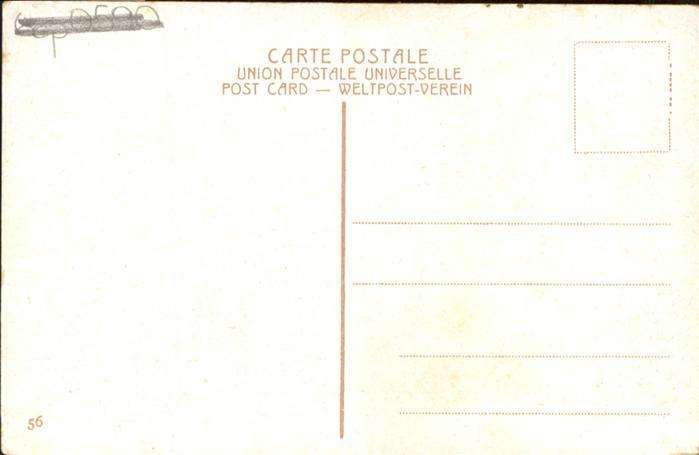 CARTE POSTALE
UNION POSTALE UNIVERSELLE
POST CARD — WELTPOST-VEREIN
56